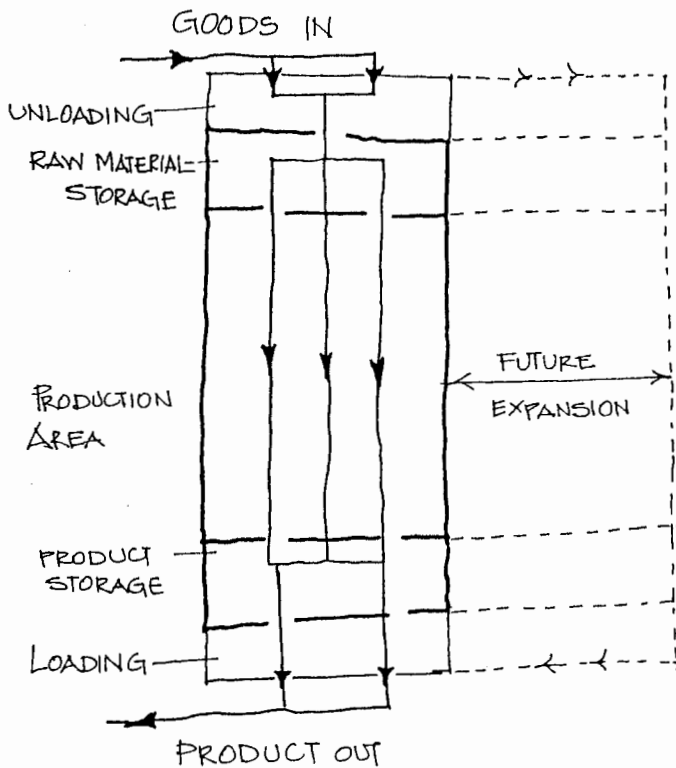 GOODS IN
UNLOADING
RAW MATERIAL
STORAGE
FUTURE
EXPANSION
PRODUCTION
AREA
PRODUCT
STORAGE
LOADING
PRODUCT OUT